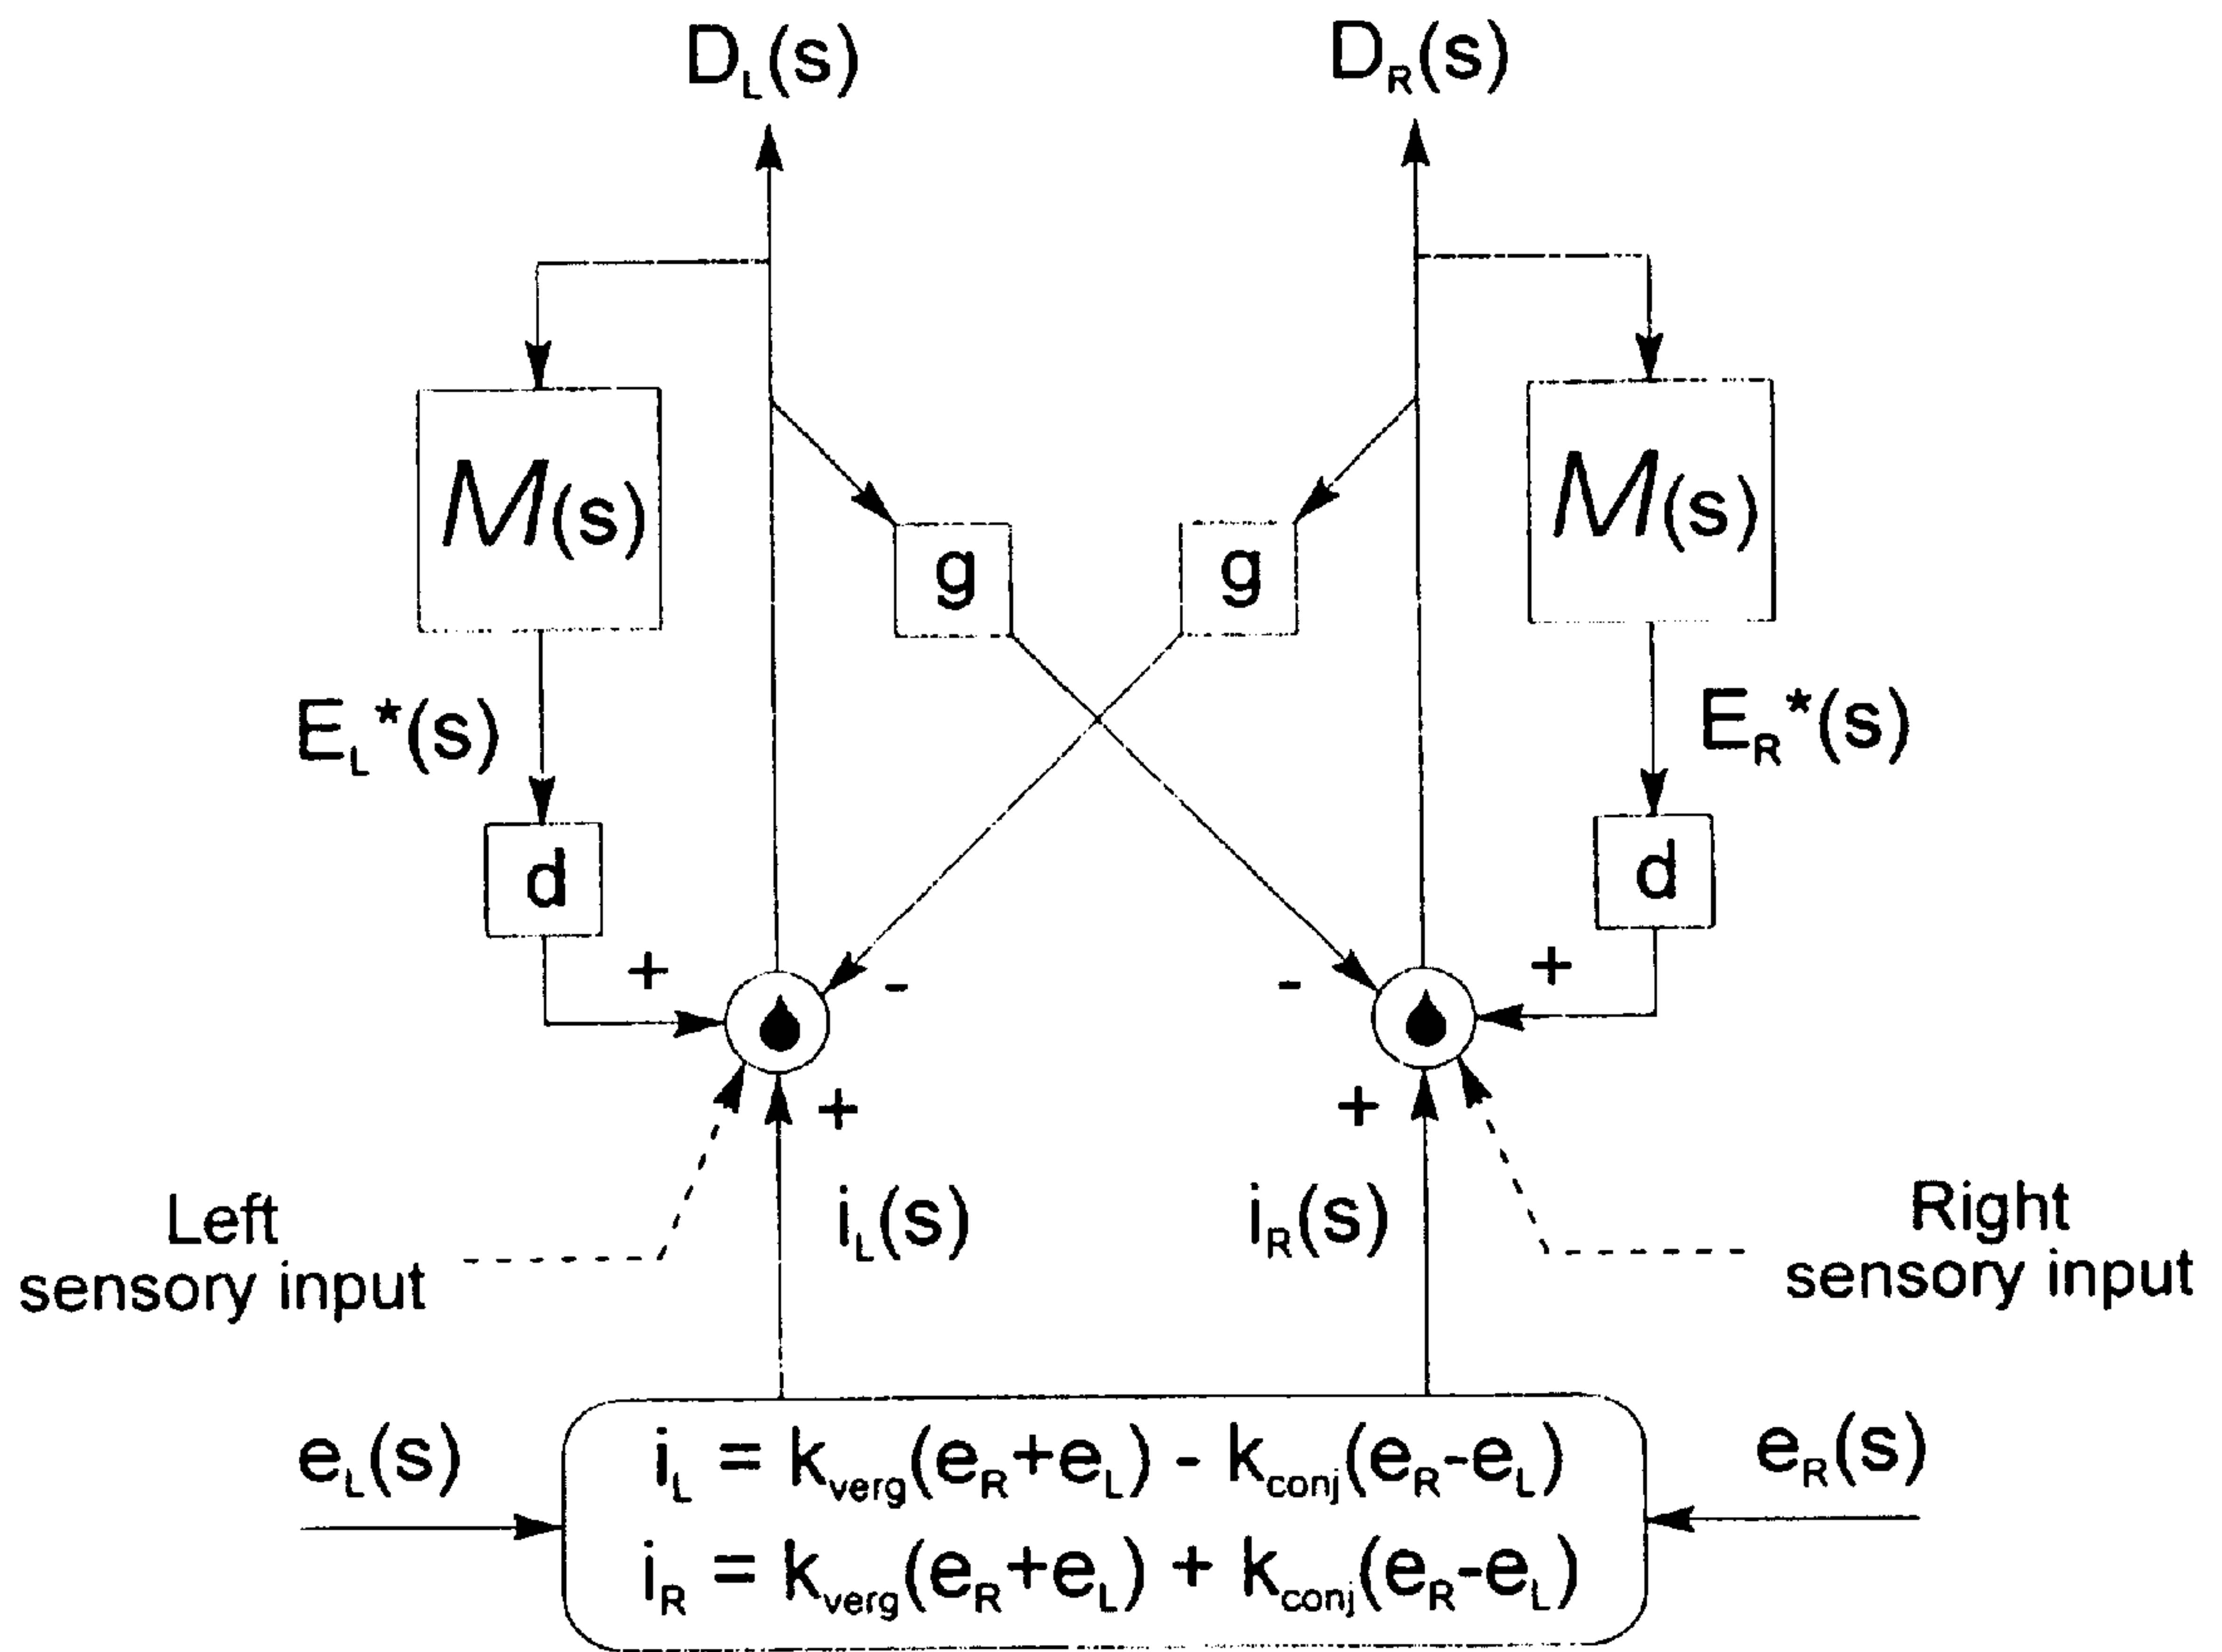 D_L(s) D_R(s)
M(s) g g M(s)
E_L*(s) E_R*(s)
d d
+ - - +
+ +
Left i_L(s) i_R(s) Right
sensory input sensory input
e_L(s) i_L = k_verg(e_R+e_L) - k_conj(e_R-e_L) e_R(s)
i_R = k_verg(e_R+e_L) + k_conj(e_R-e_L)